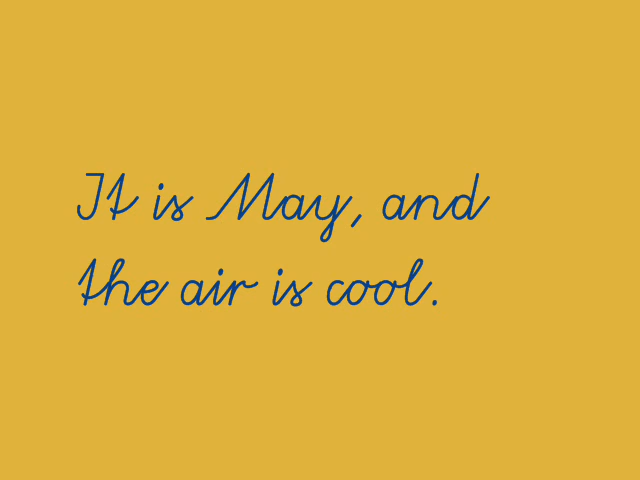 It is May, and
the air is cool.